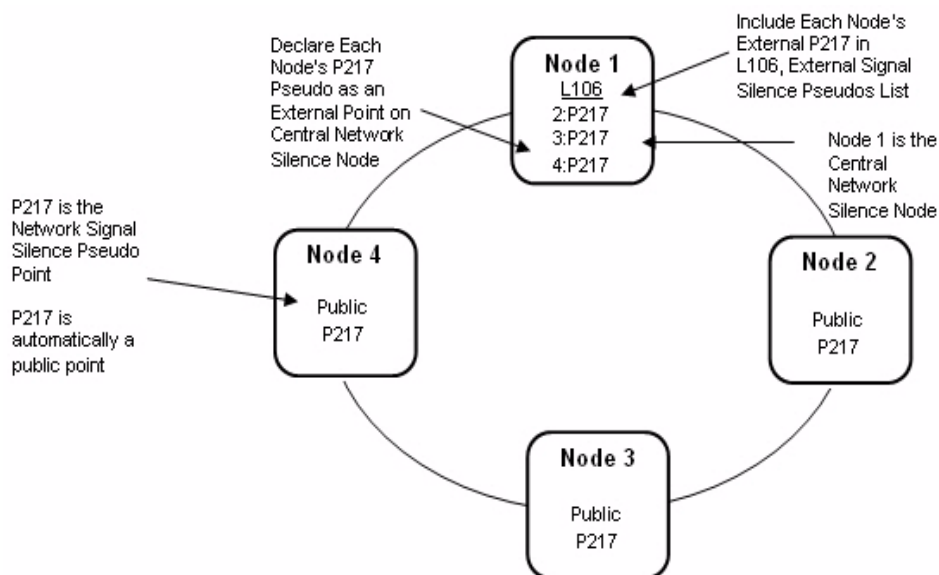 Declare Each
Node's P217
Pseudo as an
External Point on
Central Network
Silence Node
Node 1
L106
2:P217
3:P217
4:P217
Include Each Node's
External P217 in
L106, External Signal
Silence Pseudos List
Node 1 is the
Central
Network
Silence Node
P217 is the
Network Signal
Silence Pseudo
Point
P217 is
automatically a
public point
Node 4
Public
P217
Node 2
Public
P217
Node 3
Public
P217